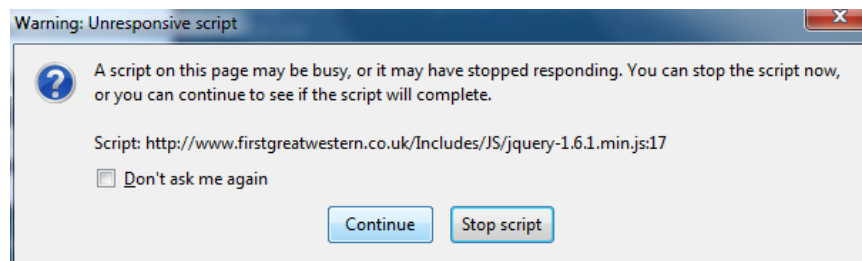 Warning: Unresponsive script
A script on this page may be busy, or it may have stopped responding. You can stop the script now,
or you can continue to see if the script will complete.
Script: http://www.firstgreatwestern.co.uk/Includes/JS/jquery-1.6.1.min.js:17
Don't ask me again
Continue
Stop script